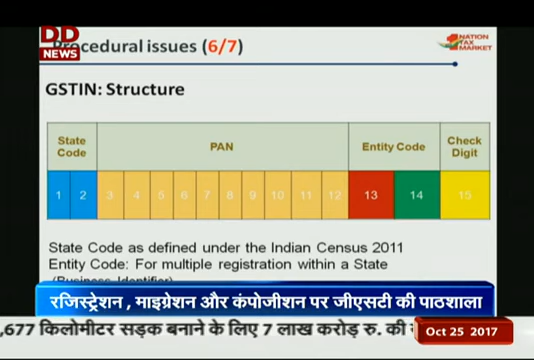 DD
NEWS
Procedural issues (6/7)
1 NATION
TAX
MARKET
GSTIN: Structure
State Code PAN Entity Code Check Digit
1 2 3 4 5 6 7 8 9 10 11 12 13 14 15
State Code as defined under the Indian Census 2011
Entity Code: For multiple registration within a State
(Business Identifier)
रजिस्ट्रेशन , माइग्रेशन और कंपोजीशन पर जीएसटी की पाठशाला
,677 किलोमीटर सड़क बनाने के लिए 7 लाख करोड़ रु. की
Oct 25 2017